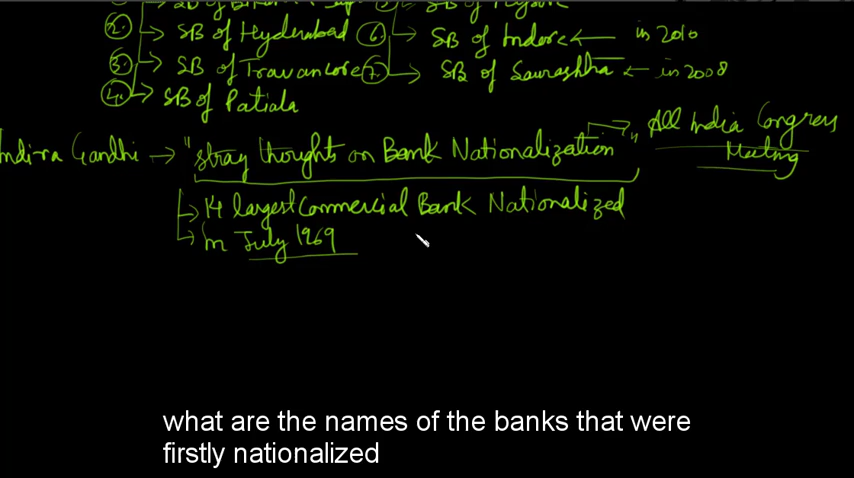 2. → SB of Hyderabad 6. → SB of Indore ← in 2010
3. → SB of Travancore 7. → SB of Saurashtra ← in 2008
4. → SB of Patiala
Indira Gandhi → "Stray thoughts on Bank Nationalization" → All India Congress
Meeting
→ 14 largest Commercial Bank Nationalized
→ in July 1969
what are the names of the banks that were
firstly nationalized